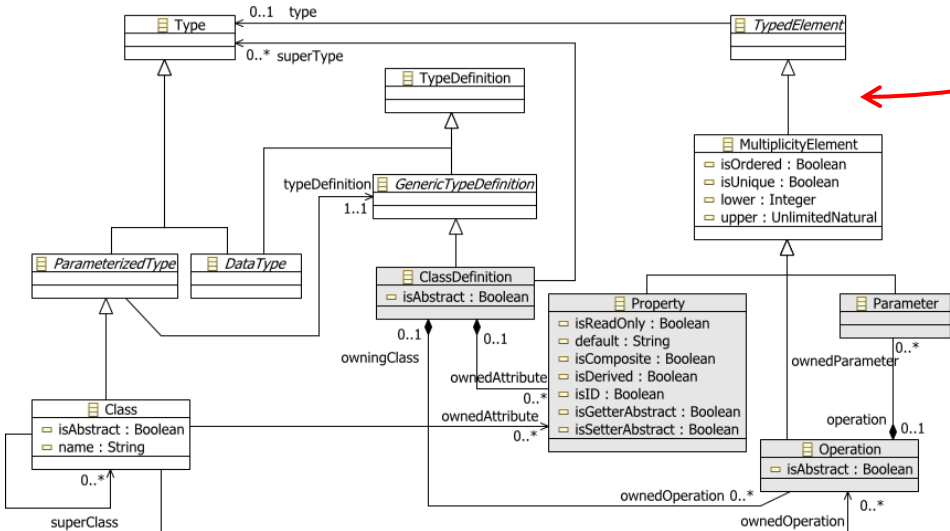 0..1 type
Type
TypedElement
0..* superType
TypeDefinition
MultiplicityElement
isOrdered : Boolean
isUnique : Boolean
lower : Integer
upper : UnlimitedNatural
typeDefinition
GenericTypeDefinition
1..1
ParameterizedType
DataType
ClassDefinition
isAbstract : Boolean
Property
isReadOnly : Boolean
default : String
isComposite : Boolean
isDerived : Boolean
isID : Boolean
isGetterAbstract : Boolean
isSetterAbstract : Boolean
Parameter
0..1
owningClass
0..1
0..*
ownedParameter
ownedAttribute
0..*
Class
isAbstract : Boolean
name : String
ownedAttribute
0..*
operation
0..1
Operation
isAbstract : Boolean
0..*
superClass
ownedOperation 0..*
0..*
ownedOperation